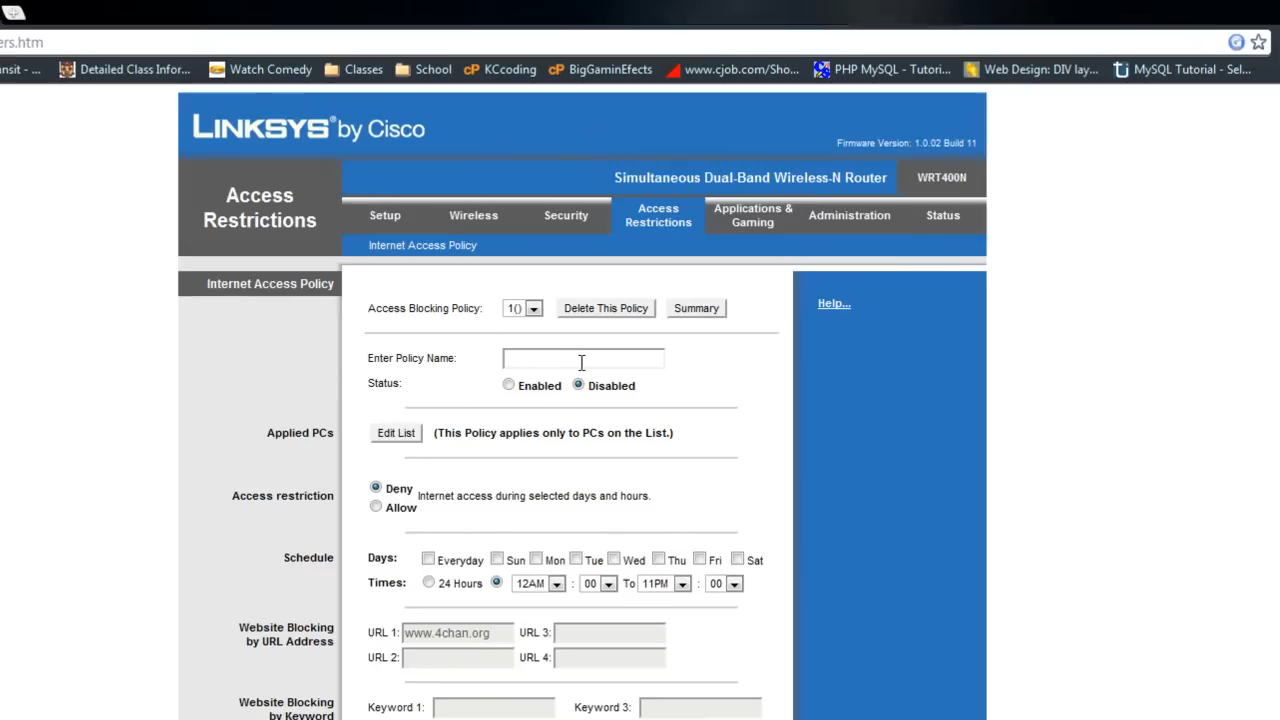 ers.htm
nsit - ... Detailed Class Infor... Watch Comedy Classes School cP KCcoding cP BigGaminEfects www.cjob.com/Sho... PHP MySQL - Tutori... Web Design: DIV lay... MySQL Tutorial - Sel...
LINKSYS® by Cisco
Firmware Version: 1.0.02 Build 11
Simultaneous Dual-Band Wireless-N Router WRT400N
Access
Restrictions
Setup Wireless Security Access Restrictions Applications & Gaming Administration Status
Internet Access Policy
Internet Access Policy
Access Blocking Policy: 1() Delete This Policy Summary
Help...
Enter Policy Name:
Status: Enabled Disabled
Applied PCs Edit List (This Policy applies only to PCs on the List.)
Access restriction Deny Internet access during selected days and hours.
Allow
Schedule Days: Everyday Sun Mon Tue Wed Thu Fri Sat
Times: 24 Hours 12AM : 00 To 11PM : 00
Website Blocking
by URL Address
URL 1: www.4chan.org URL 3:
URL 2: URL 4:
Website Blocking
by Keyword
Keyword 1: Keyword 3: